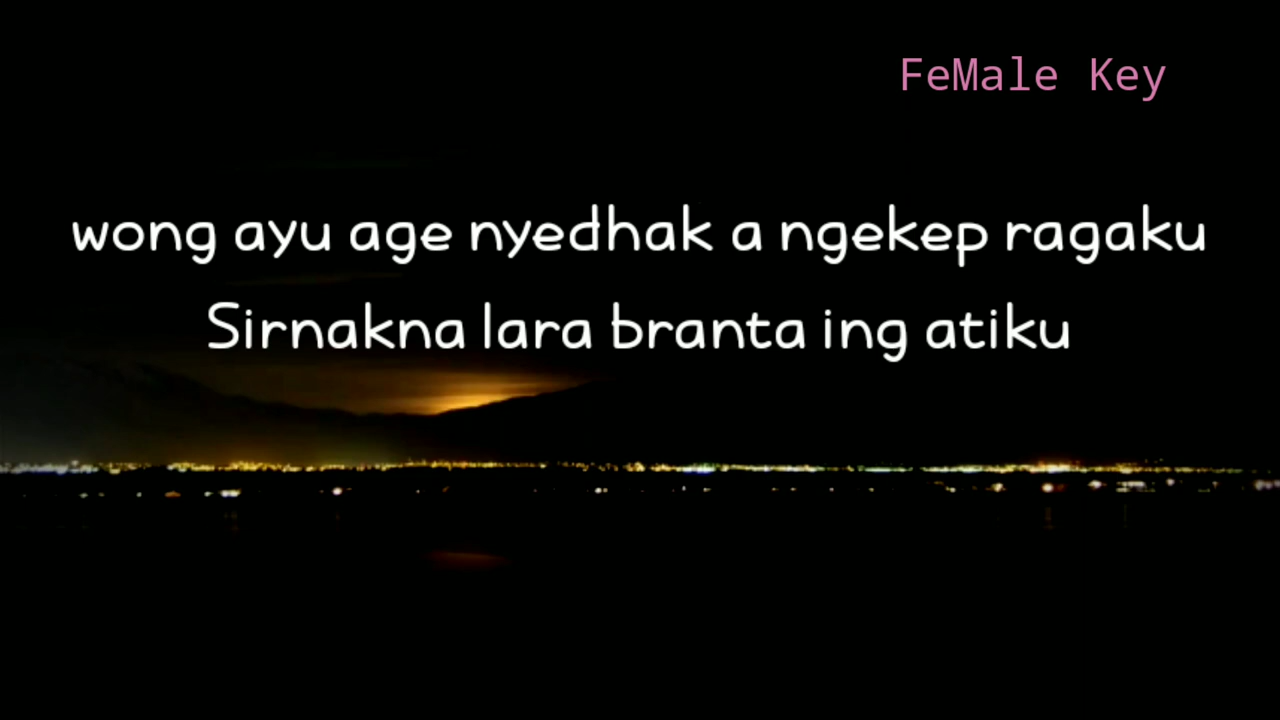 FeMale Key
wong ayu age nyedhak a ngekep ragaku
Sirnakna lara branta ing atiku